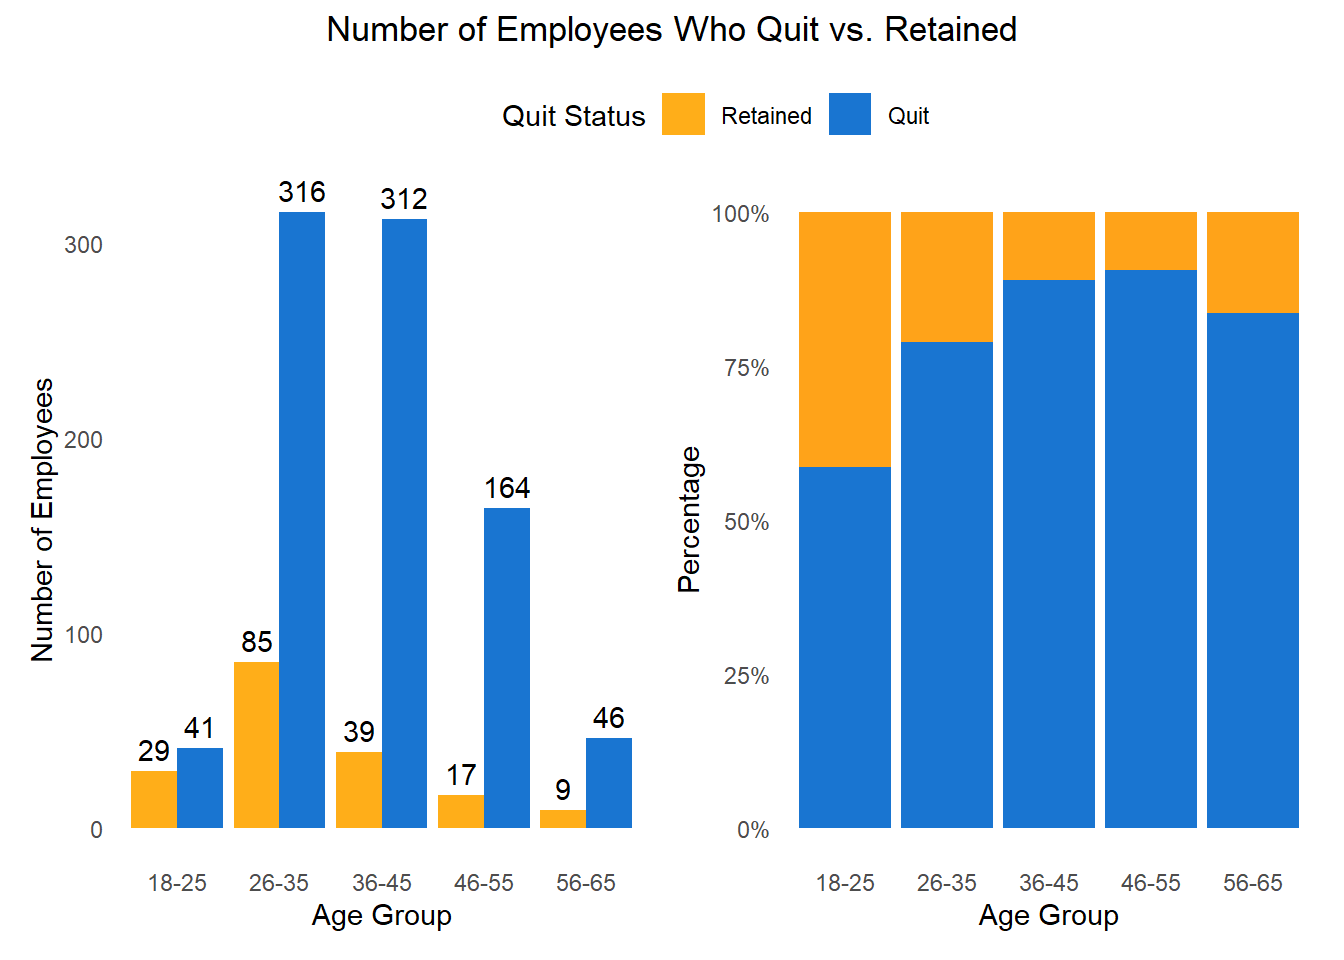 Number of Employees Who Quit vs. Retained
Quit Status Retained Quit
Number of Employees
300
200
100
0
29 41 85 316 39 312 17 164 9 46
18-25 26-35 36-45 46-55 56-65
Age Group
Percentage
100%
75%
50%
25%
0%
18-25 26-35 36-45 46-55 56-65
Age Group